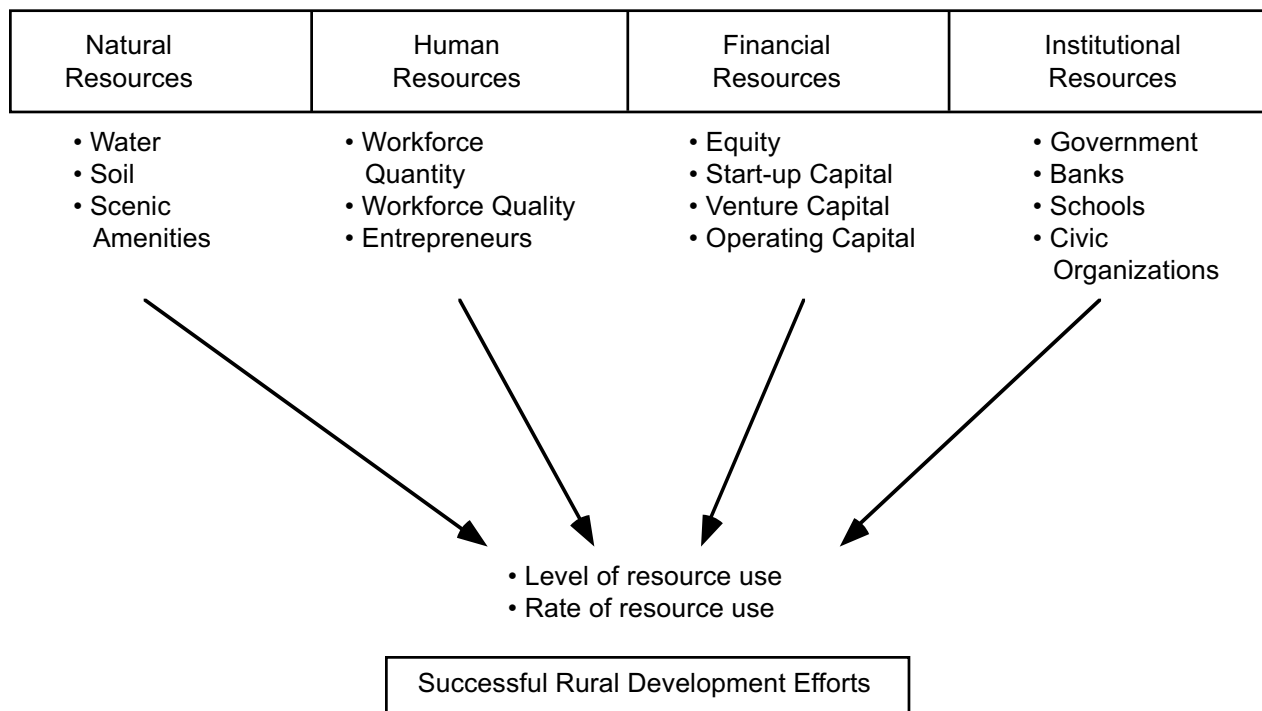 Natural
Resources
Human
Resources
Financial
Resources
Institutional
Resources
• Water
• Soil
• Scenic
Amenities
• Workforce
Quantity
• Workforce Quality
• Entrepreneurs
• Equity
• Start-up Capital
• Venture Capital
• Operating Capital
• Government
• Banks
• Schools
• Civic
Organizations
• Level of resource use
• Rate of resource use
Successful Rural Development Efforts